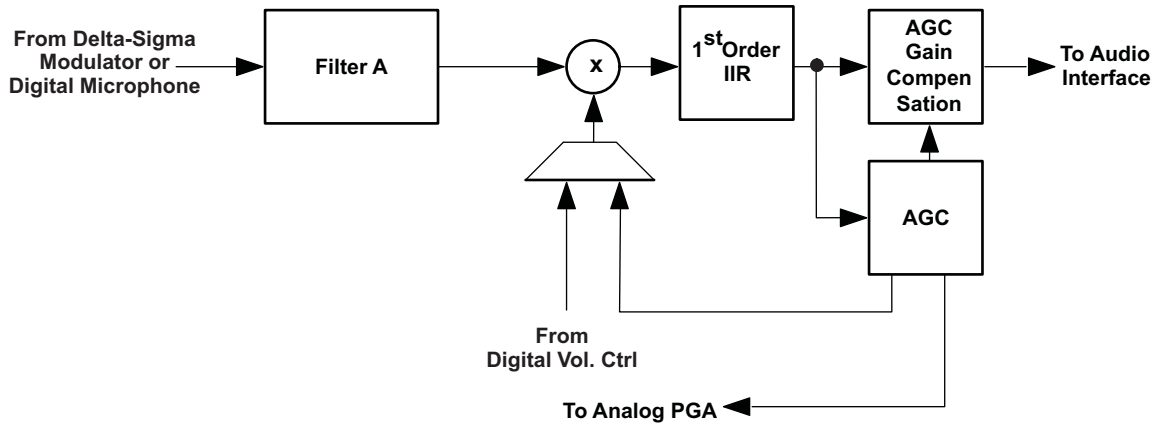 From Delta-Sigma
Modulator or
Digital Microphone
Filter A
x
1st Order
IIR
AGC
Gain
Compen
Sation
To Audio
Interface
AGC
From
Digital Vol. Ctrl
To Analog PGA